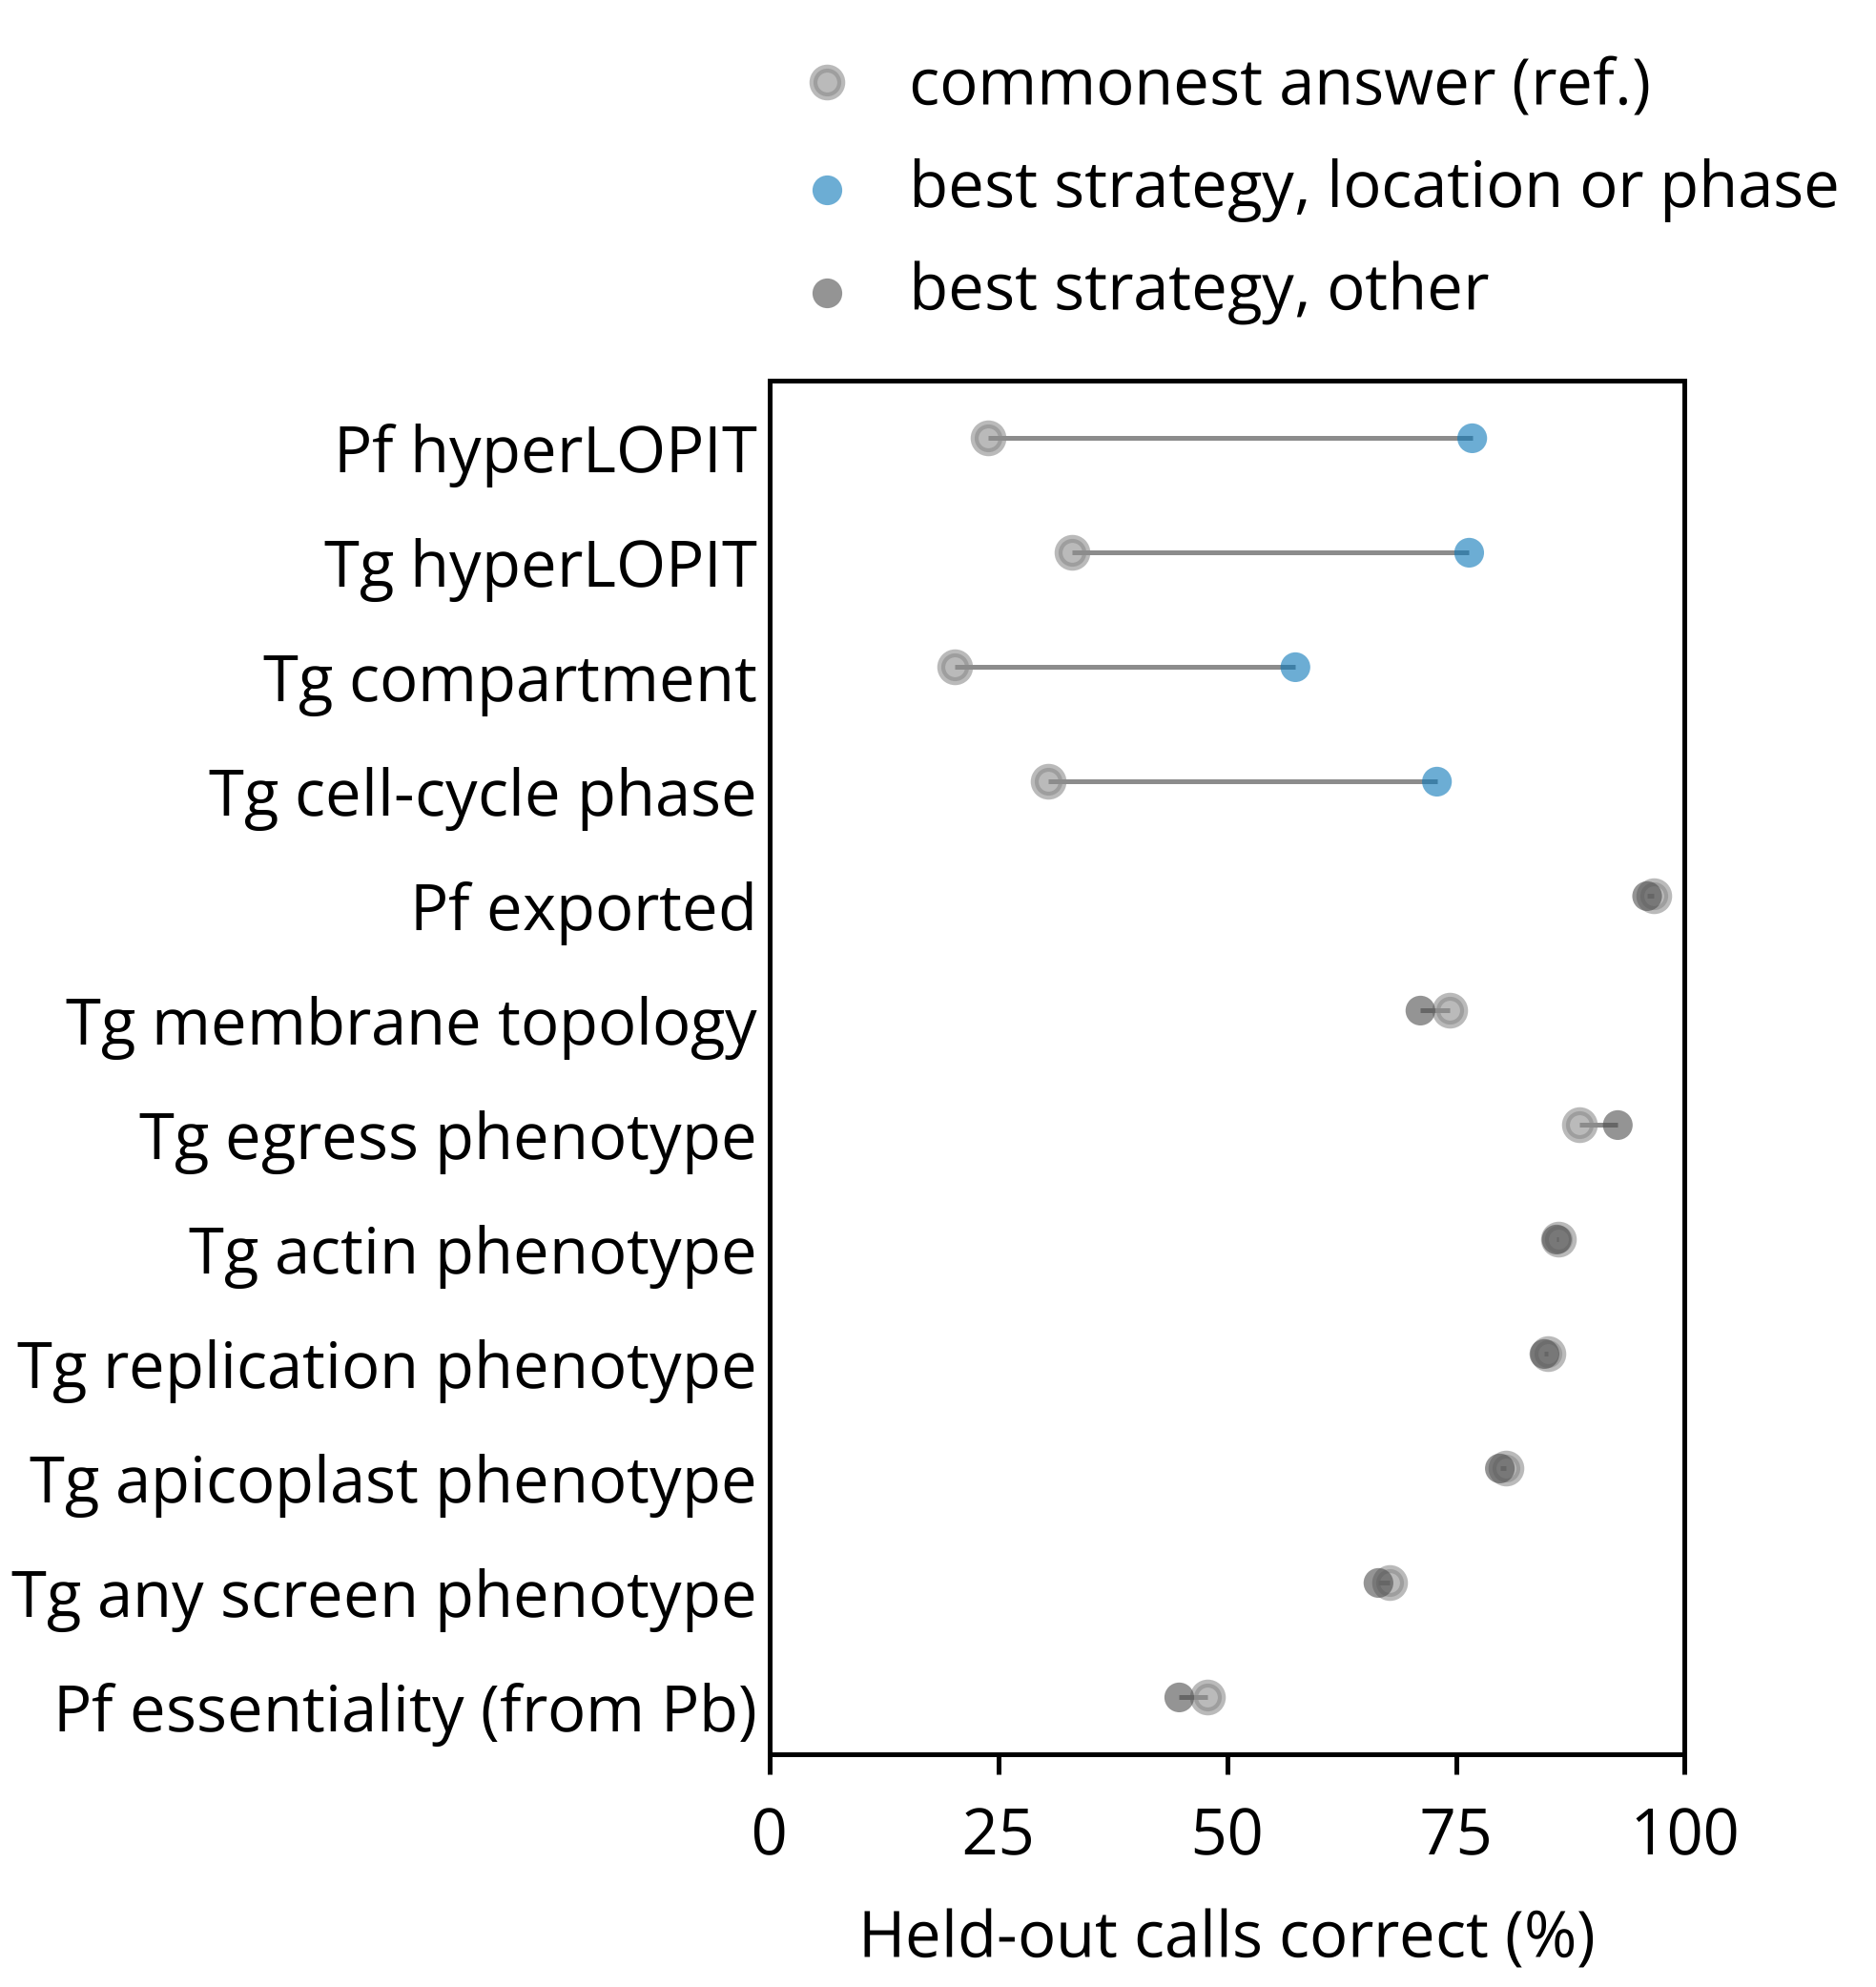 commonest answer (ref.)
best strategy, location or phase
best strategy, other
Pf hyperLOPIT
Tg hyperLOPIT
Tg compartment
Tg cell-cycle phase
Pf exported
Tg membrane topology
Tg egress phenotype
Tg actin phenotype
Tg replication phenotype
Tg apicoplast phenotype
Tg any screen phenotype
Pf essentiality (from Pb)
0 25 50 75 100
Held-out calls correct (%)